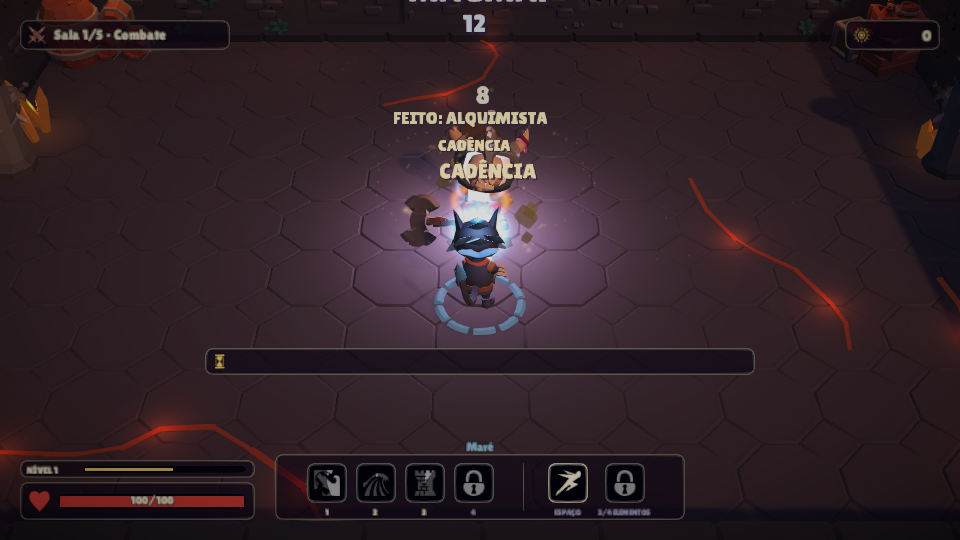 12
Sala 1/5 · Combate
0
8
FEITO: ALQUIMISTA
CADÊNCIA
CADÊNCIA
Maré
NÍVEL 1
100/100
1
2
3
4
ESPAÇO
3/4 ELEMENTOS